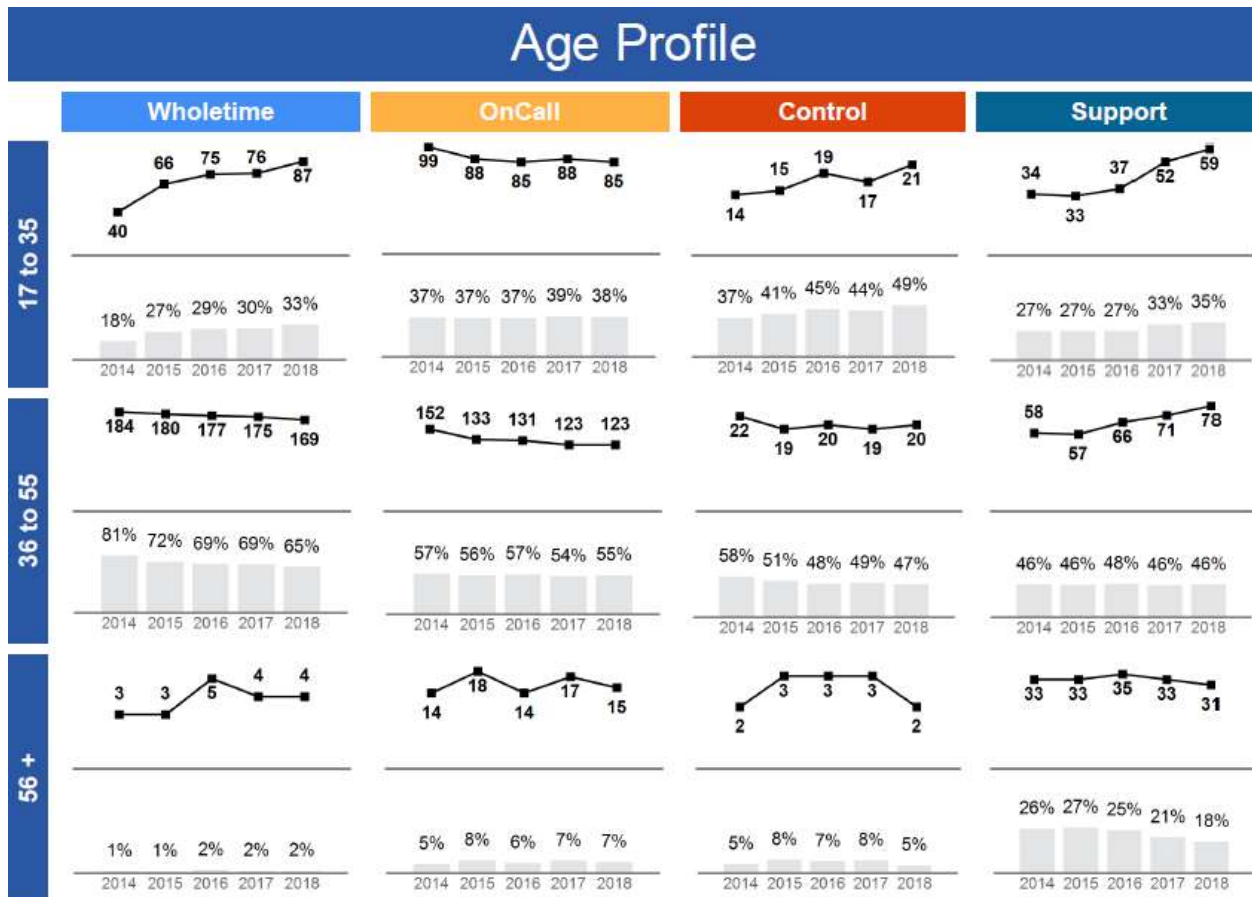 Age Profile
Wholetime OnCall Control Support
17 to 35
40 66 75 76 87
99 88 85 88 85
14 15 19 17 21
34 33 37 52 59
18% 27% 29% 30% 33%
37% 37% 37% 39% 38%
37% 41% 45% 44% 49%
27% 27% 27% 33% 35%
2014 2015 2016 2017 2018
2014 2015 2016 2017 2018
2014 2015 2016 2017 2018
2014 2015 2016 2017 2018
36 to 55
184 180 177 175 169
152 133 131 123 123
22 19 20 19 20
58 57 66 71 78
81% 72% 69% 69% 65%
57% 56% 57% 54% 55%
58% 51% 48% 49% 47%
46% 46% 48% 46% 46%
2014 2015 2016 2017 2018
2014 2015 2016 2017 2018
2014 2015 2016 2017 2018
2014 2015 2016 2017 2018
56 +
3 3 5 4 4
14 18 14 17 15
2 3 3 3 2
33 33 35 33 31
1% 1% 2% 2% 2%
5% 8% 6% 7% 7%
5% 8% 7% 8% 5%
26% 27% 25% 21% 18%
2014 2015 2016 2017 2018
2014 2015 2016 2017 2018
2014 2015 2016 2017 2018
2014 2015 2016 2017 2018